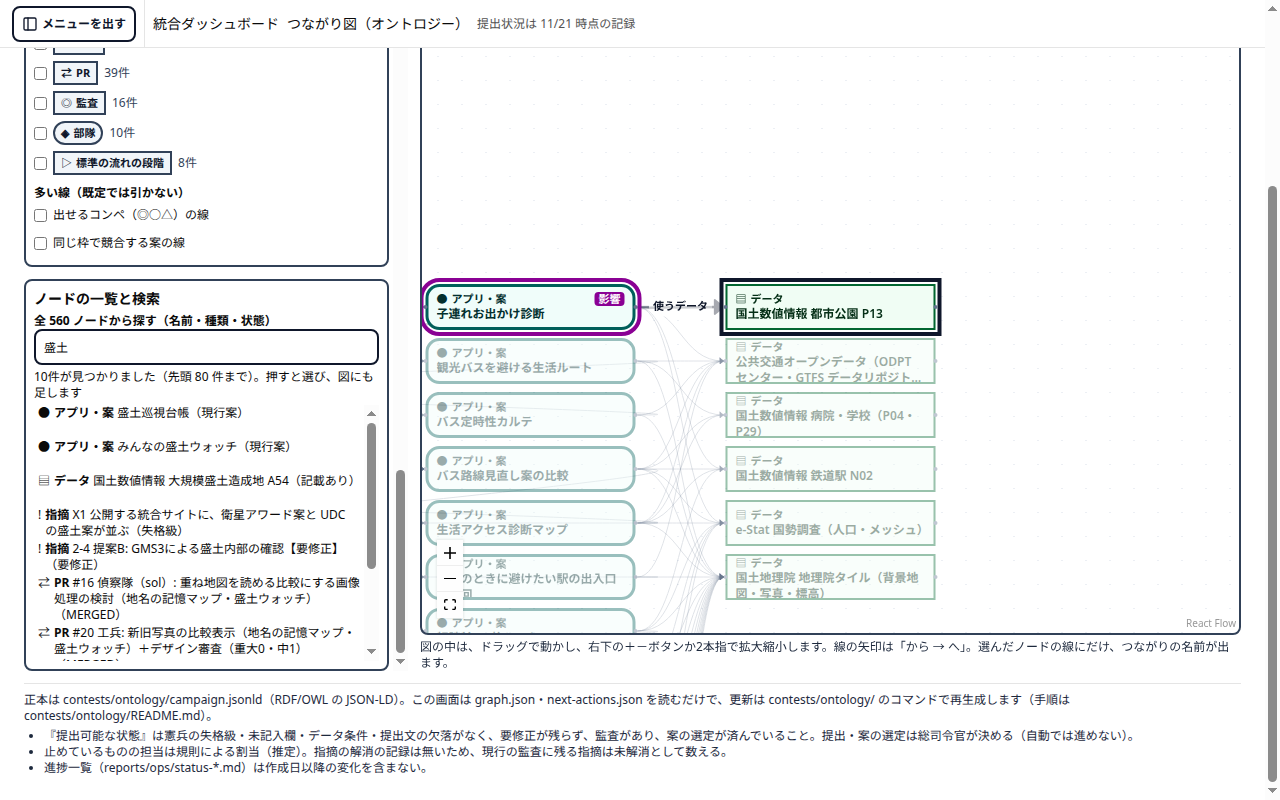 メニューを出す
統合ダッシュボード つながり図（オントロジー） 提出状況は 11/21 時点の記録
⇄ PR 39件
◎ 監査 16件
◆ 部隊 10件
▷ 標準の流れの段階 8件
多い線（既定では引かない）
出せるコンペ（◎○△）の線
同じ枠で競合する案の線
ノードの一覧と検索
全 560 ノードから探す（名前・種類・状態）
盛土
10件が見つかりました（先頭 80 件まで）。押すと選び、図にも
足します
● アプリ・案 盛土巡視台帳（現行案）
● アプリ・案 みんなの盛土ウォッチ（現行案）
▤ データ 国土数値情報 大規模盛土造成地 A54（記載あり）
! 指摘 X1 公開する統合サイトに、衛星アワード案と UDC
の盛土案が並ぶ（失格級）
! 指摘 2-4 提案B: GMS3による盛土内部の確認【要修正】
（要修正）
⇄ PR #16 偵察隊（sol）: 重ね地図を読める比較にする画像
処理の検討（地名の記憶マップ・盛土ウォッチ）
（MERGED）
⇄ PR #20 工兵: 新旧写真の比較表示（地名の記憶マップ・
盛土ウォッチ）＋デザイン審査（重大0・中1）
● アプリ・案 影響
子連れお出かけ診断
使うデータ
▤ データ
国土数値情報 都市公園 P13
● アプリ・案
観光バスを避ける生活ルート
▤ データ
公共交通オープンデータ（ODPT
センター・GTFS データリポジト…
● アプリ・案
バス定時性カルテ
▤ データ
国土数値情報 病院・学校（P04・
P29）
● アプリ・案
バス路線見直し案の比較
▤ データ
国土数値情報 鉄道駅 N02
● アプリ・案
生活アクセス診断マップ
▤ データ
e-Stat 国勢調査（人口・メッシュ）
プリ・案
のときに避けたい駅の出入口
▤ データ
国土地理院 地理院タイル（背景地
図・写真・標高）
● アプリ・案
React Flow
図の中は、ドラッグで動かし、右下の＋－ボタンか2本指で拡大縮小します。線の矢印は「から → へ」。選んだノードの線にだけ、つながりの名前が出
ます。
正本は contests/ontology/campaign.jsonld（RDF/OWL の JSON-LD）。この画面は graph.json・next-actions.json を読むだけで、更新は contests/ontology/ のコマンドで再生成します（手順は
contests/ontology/README.md）。
• 『提出可能な状態』は憲兵の失格級・未記入欄・データ条件・提出文の欠落がなく、要修正が残らず、監査があり、案の選定が済んでいること。提出・案の選定は総司令官が決める（自動では進めない）。
• 止めているものの担当は規則による割当（推定）。指摘の解消の記録は無いため、現行の監査に残る指摘は未解消として数える。
• 進捗一覧（reports/ops/status-*.md）は作成日以降の変化を含まない。